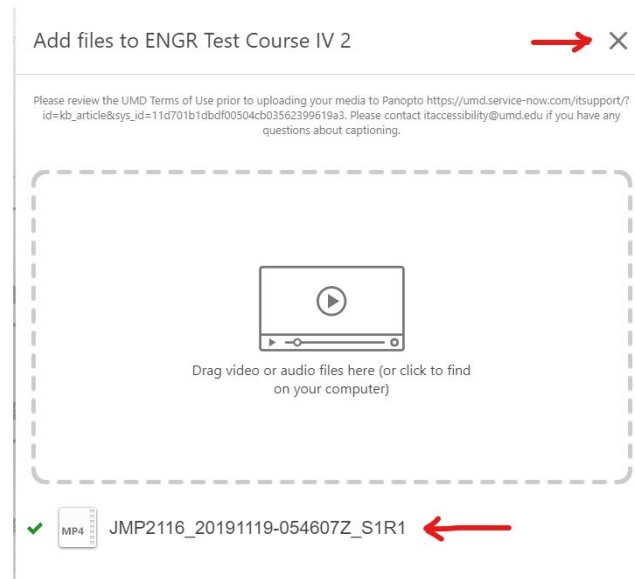 Add files to ENGR Test Course IV 2
Please review the UMD Terms of Use prior to uploading your media to Panopto https://umd.service-now.com/itsupport/?
id=kb_article&sys_id=11d701b1dbdf00504cb03562399619a3. Please contact itaccessibility@umd.edu if you have any
questions about captioning.
Drag video or audio files here (or click to find
on your computer)
MP4 JMP2116_20191119-054607Z_S1R1